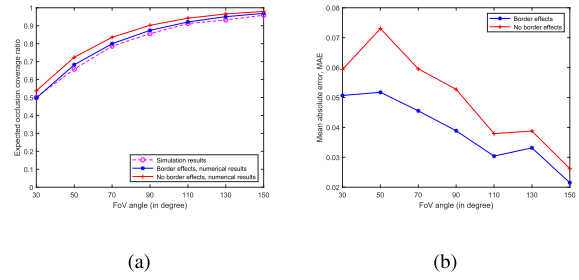 Expected occlusion coverage ratio
1
0.9
0.8
0.7
0.6
0.5
0.4
0.3
0.2
0.1
0
30 50 70 90 110 130 150
FoV angle (in degree)
Simulation results
Border effects, numerical results
No border effects, numerical results
(a)
Mean absolute error, MAE
0.08
0.07
0.06
0.05
0.04
0.03
0.02
30 50 70 90 110 130 150
FoV angle (in degree)
Border effects
No border effects
(b)